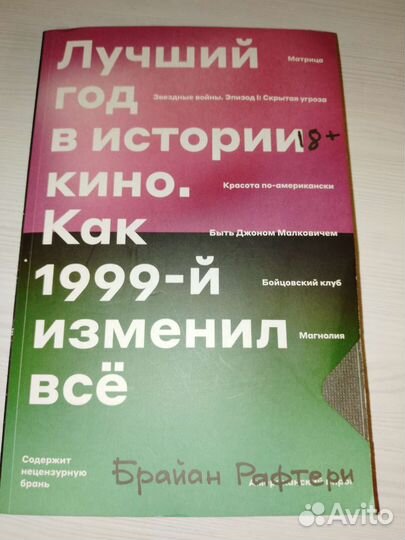 Лучший
Матрица
год
Звездные войны. Эпизод I: Скрытая угроза
в истории
18+
кино.
Красота по-американски
Как
Быть Джоном Малковичем
1999-й
Бойцовский клуб
изменил
Магнолия
всё
Содержит
нецензурную
брань
Брайан Рафтери
Avito